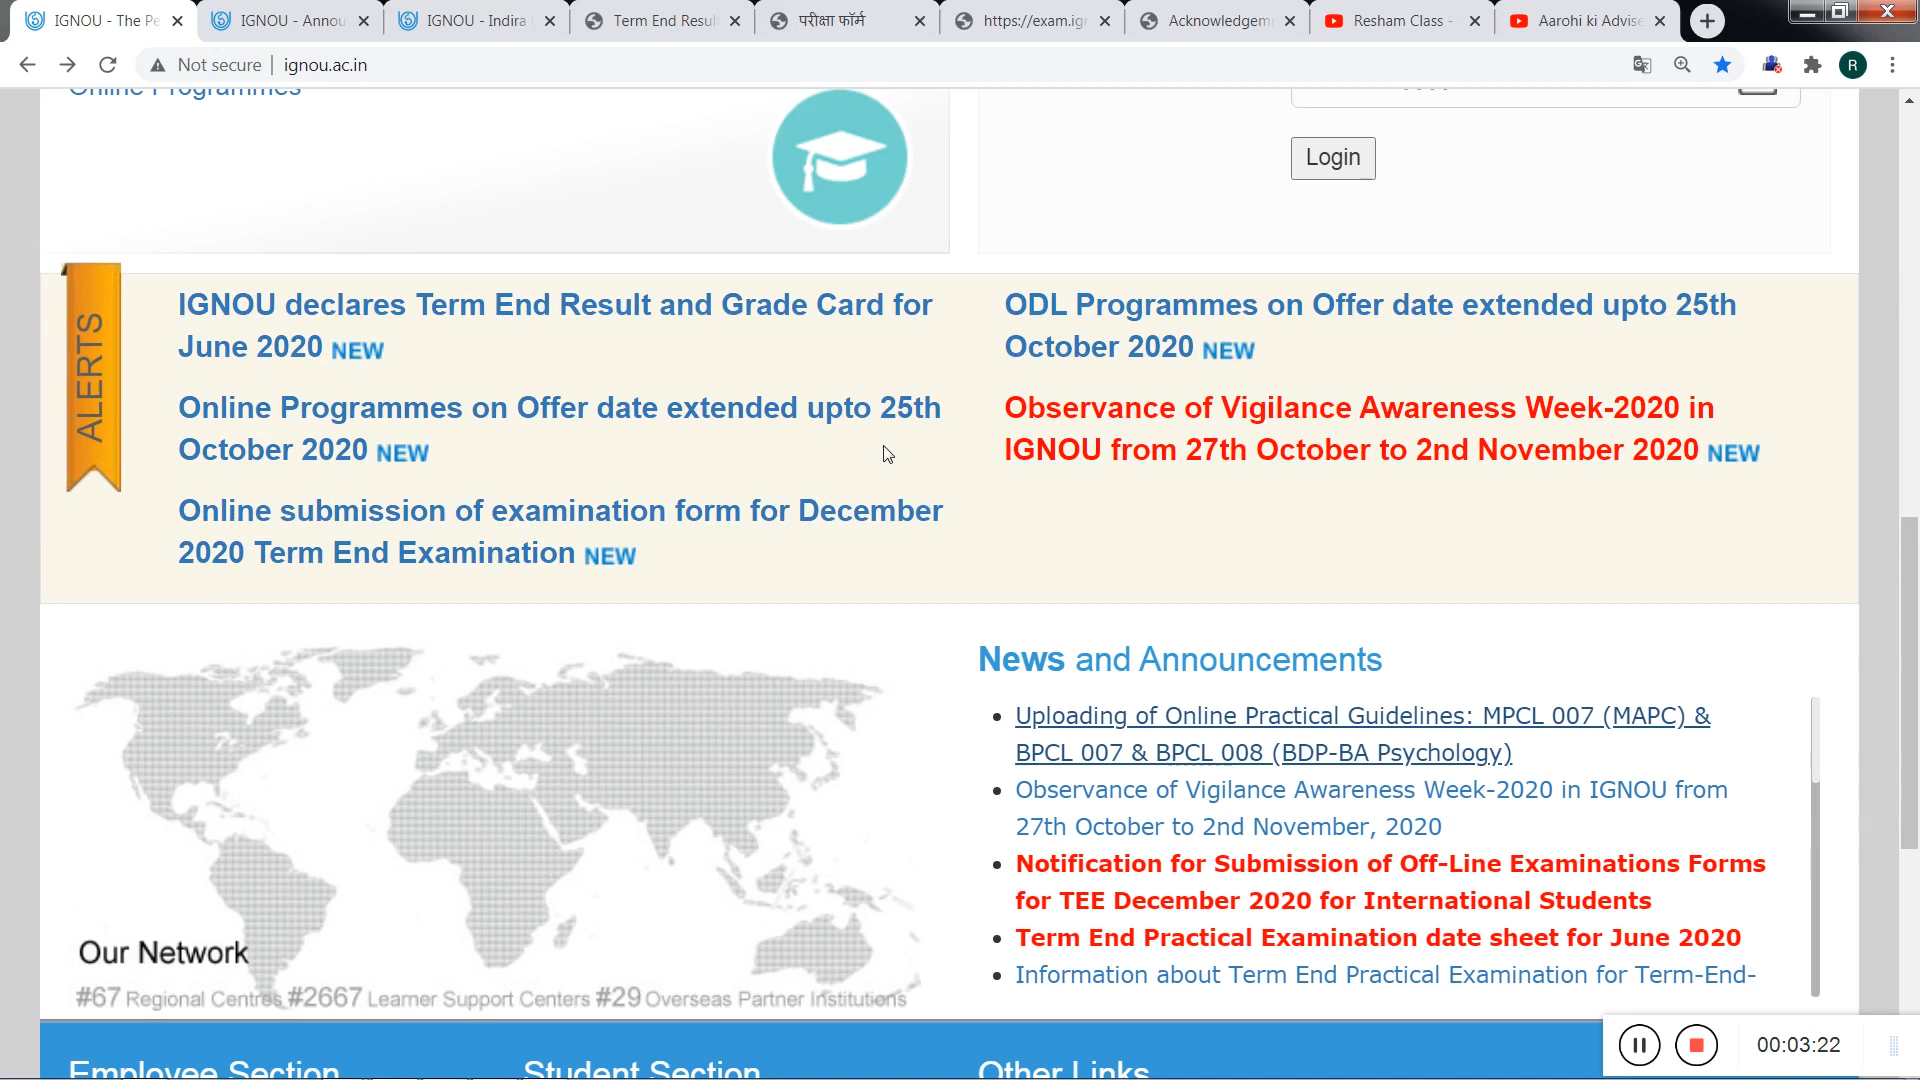 IGNOU - The Pe
IGNOU - Annou
IGNOU - Indira
Term End Resul
परीक्षा फॉर्म
https://exam.ign
Acknowledgem
Resham Class -
Aarohi ki Advise
Not secure
ignou.ac.in
R
Online Programmes
Login
ALERTS
IGNOU declares Term End Result and Grade Card for
June 2020 NEW
Online Programmes on Offer date extended upto 25th
October 2020 NEW
Online submission of examination form for December
2020 Term End Examination NEW
ODL Programmes on Offer date extended upto 25th
October 2020 NEW
Observance of Vigilance Awareness Week-2020 in
IGNOU from 27th October to 2nd November 2020 NEW
Our Network
#67 Regional Centres #2667 Learner Support Centers #29 Overseas Partner Institutions
News and Announcements
Uploading of Online Practical Guidelines: MPCL 007 (MAPC) &
BPCL 007 & BPCL 008 (BDP-BA Psychology)
Observance of Vigilance Awareness Week-2020 in IGNOU from
27th October to 2nd November, 2020
Notification for Submission of Off-Line Examinations Forms
for TEE December 2020 for International Students
Term End Practical Examination date sheet for June 2020
Information about Term End Practical Examination for Term-End-
Employee Section
Student Section
Other Links
00:03:22